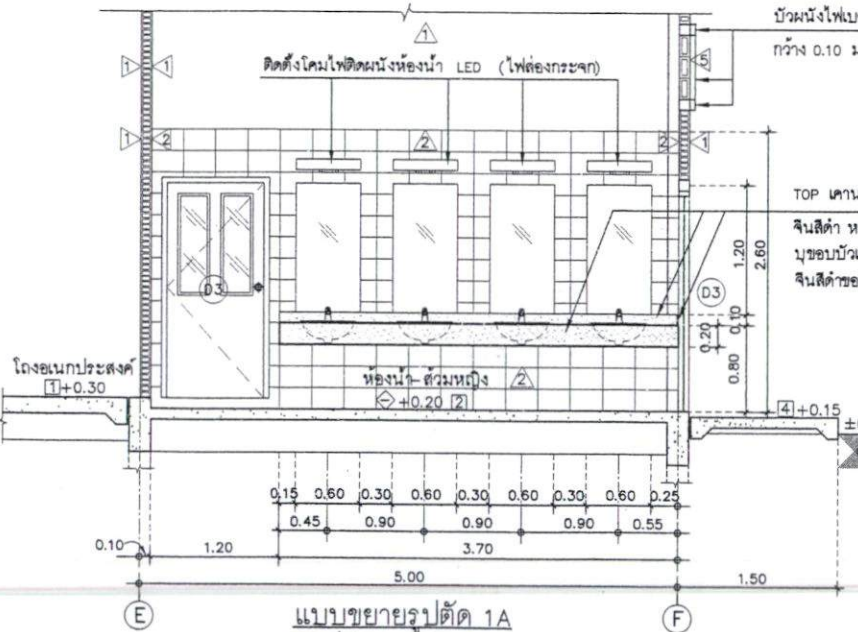 บัวผนังไฟเบ
กว้าง 0.10 ม
1
ติดตั้งโคมไฟติดผนังห้องน้ำ LED (ไฟส่องกระจก)
1 1
5
1 2
2
2 1
TOP เคาน
จีนสีดำ ห
บุขอบบัวเ
จีนสีดำขอ
1.20
2.60
D3
D3
0.10
0.20
0.80
โถงอเนกประสงค์
1 +0.30
ห้องน้ำ-ส้วมหญิง 2
+0.20 2
4 +0.15
0.15 0.60 0.30 0.60 0.30 0.60 0.30 0.60 0.25
0.45 0.90 0.90 0.90 0.55
0.10 1.20 3.70
5.00 1.50
E F
แบบขยายรูปตัด 1A